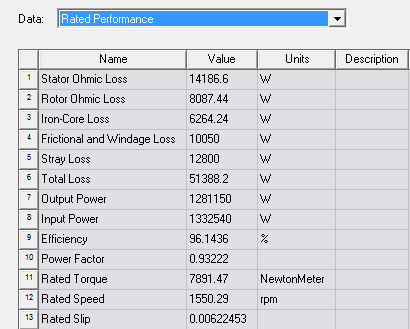 Data: Rated Performance
Name Value Units Description
1 Stator Ohmic Loss 14186.6 W
2 Rotor Ohmic Loss 8087.44 W
3 Iron-Core Loss 6264.24 W
4 Frictional and Windage Loss 10050 W
5 Stray Loss 12800 W
6 Total Loss 51388.2 W
7 Output Power 1281150 W
8 Input Power 1332540 W
9 Efficiency 96.1436 %
10 Power Factor 0.93222
11 Rated Torque 7891.47 NewtonMeter
12 Rated Speed 1550.29 rpm
13 Rated Slip 0.00622453